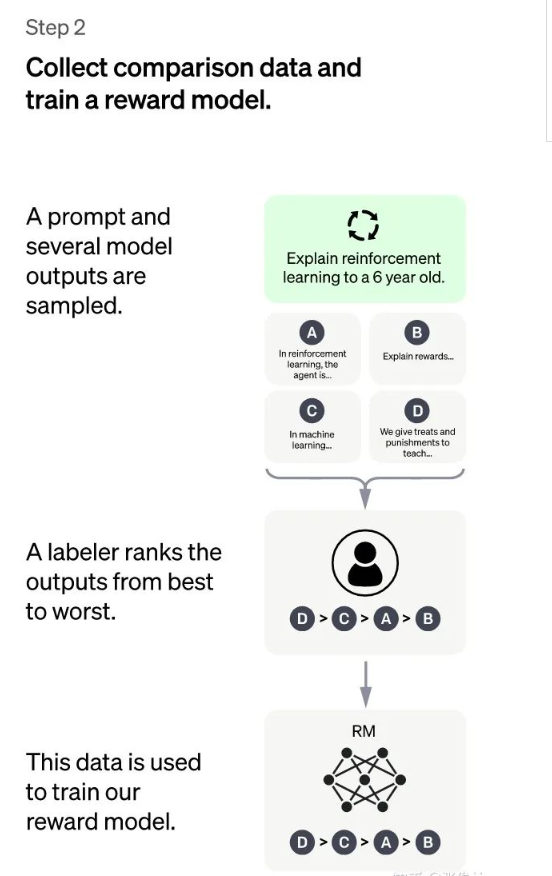 Step 2
Collect comparison data and
train a reward model.
A prompt and
several model
outputs are
sampled.
Explain reinforcement
learning to a 6 year old.
A
In reinforcement
learning, the
agent is...
B
Explain rewards...
C
In machine
learning...
D
We give treats and
punishments to
teach...
A labeler ranks the
outputs from best
to worst.
D > C > A > B
This data is used
to train our
reward model.
RM
D > C > A > B